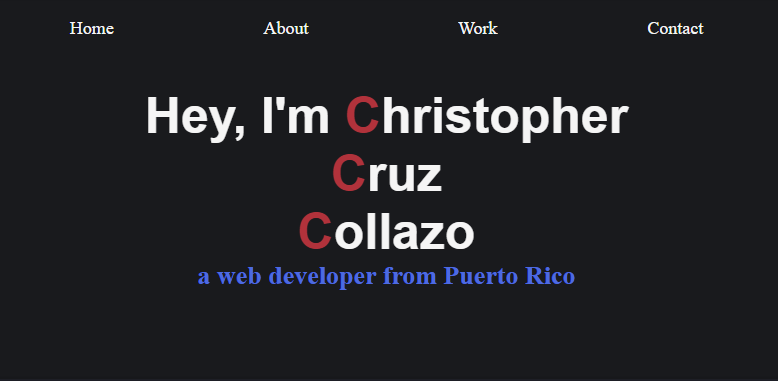 Home About Work Contact
Hey, I'm Christopher
Cruz
Collazo
a web developer from Puerto Rico